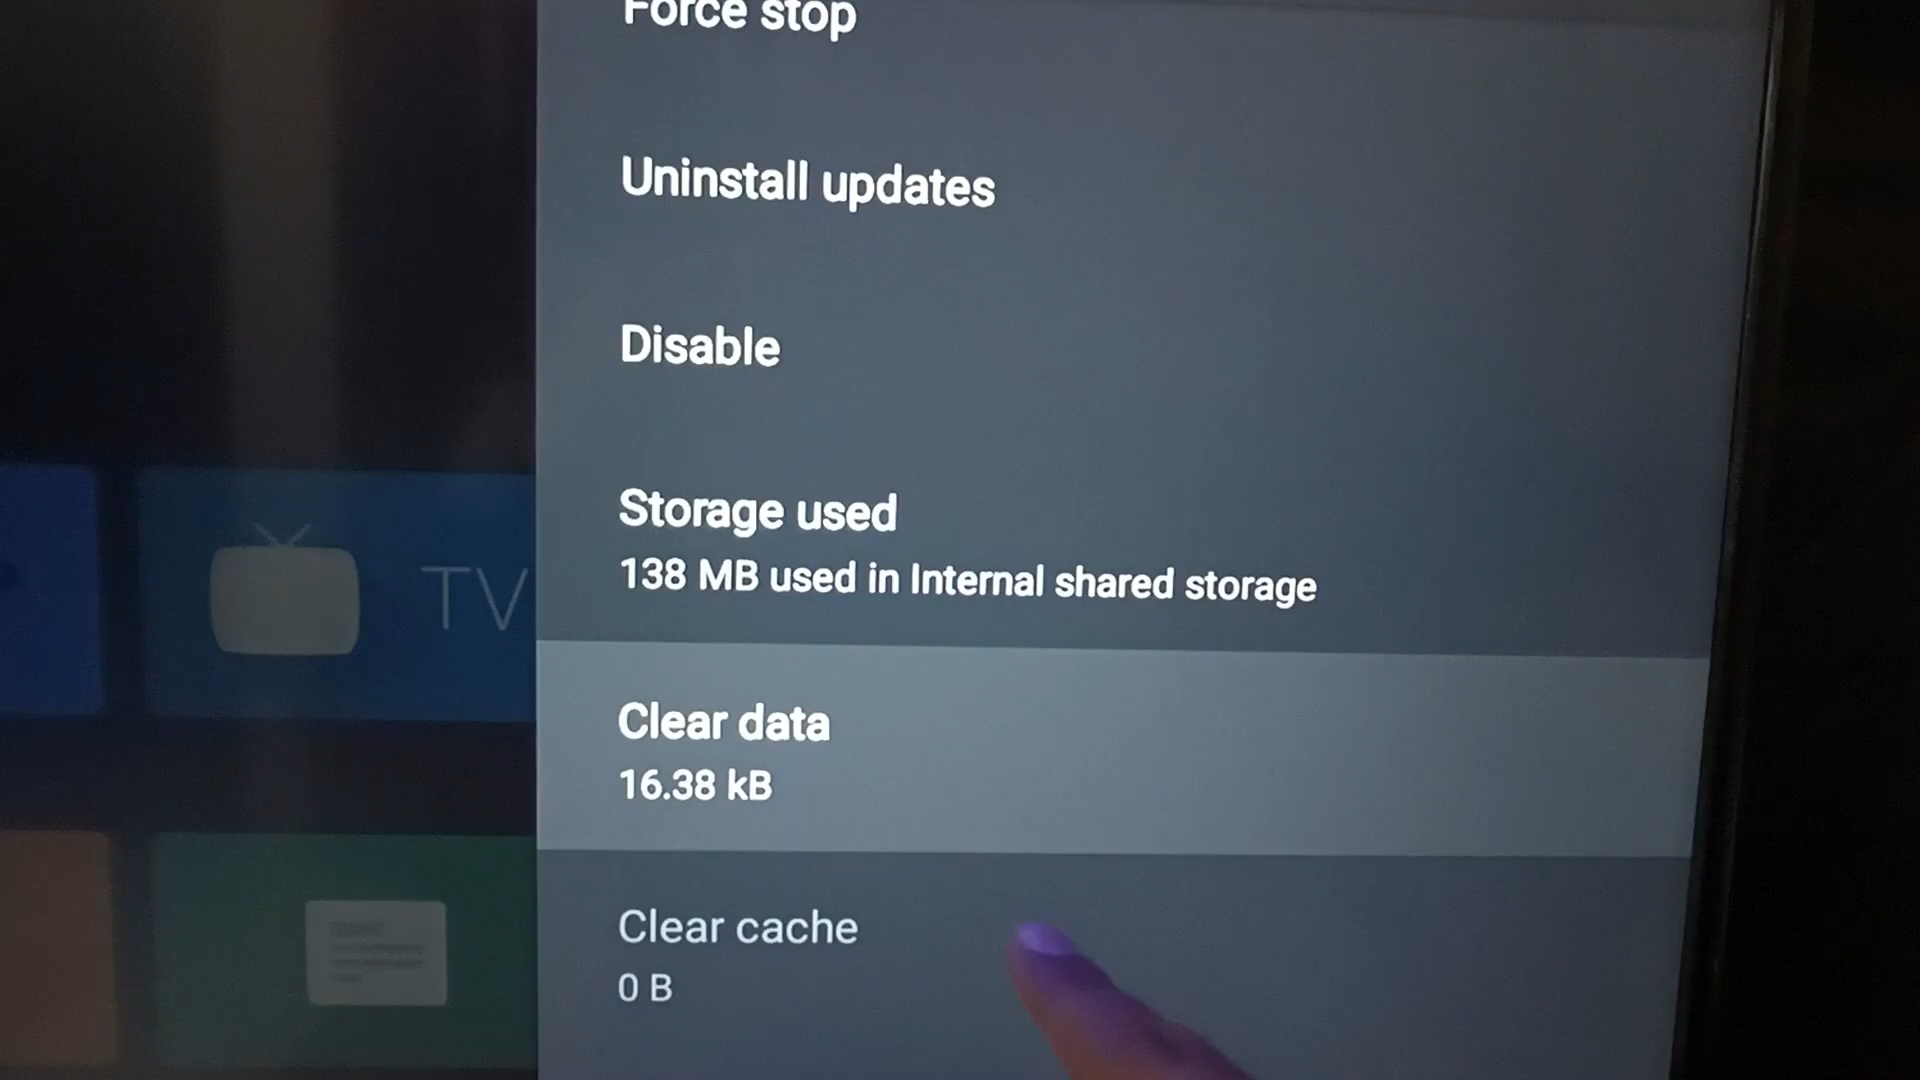 Force stop
Uninstall updates
Disable
Storage used
138 MB used in Internal shared storage
TV
Clear data
16.38 kB
Clear cache
0 B